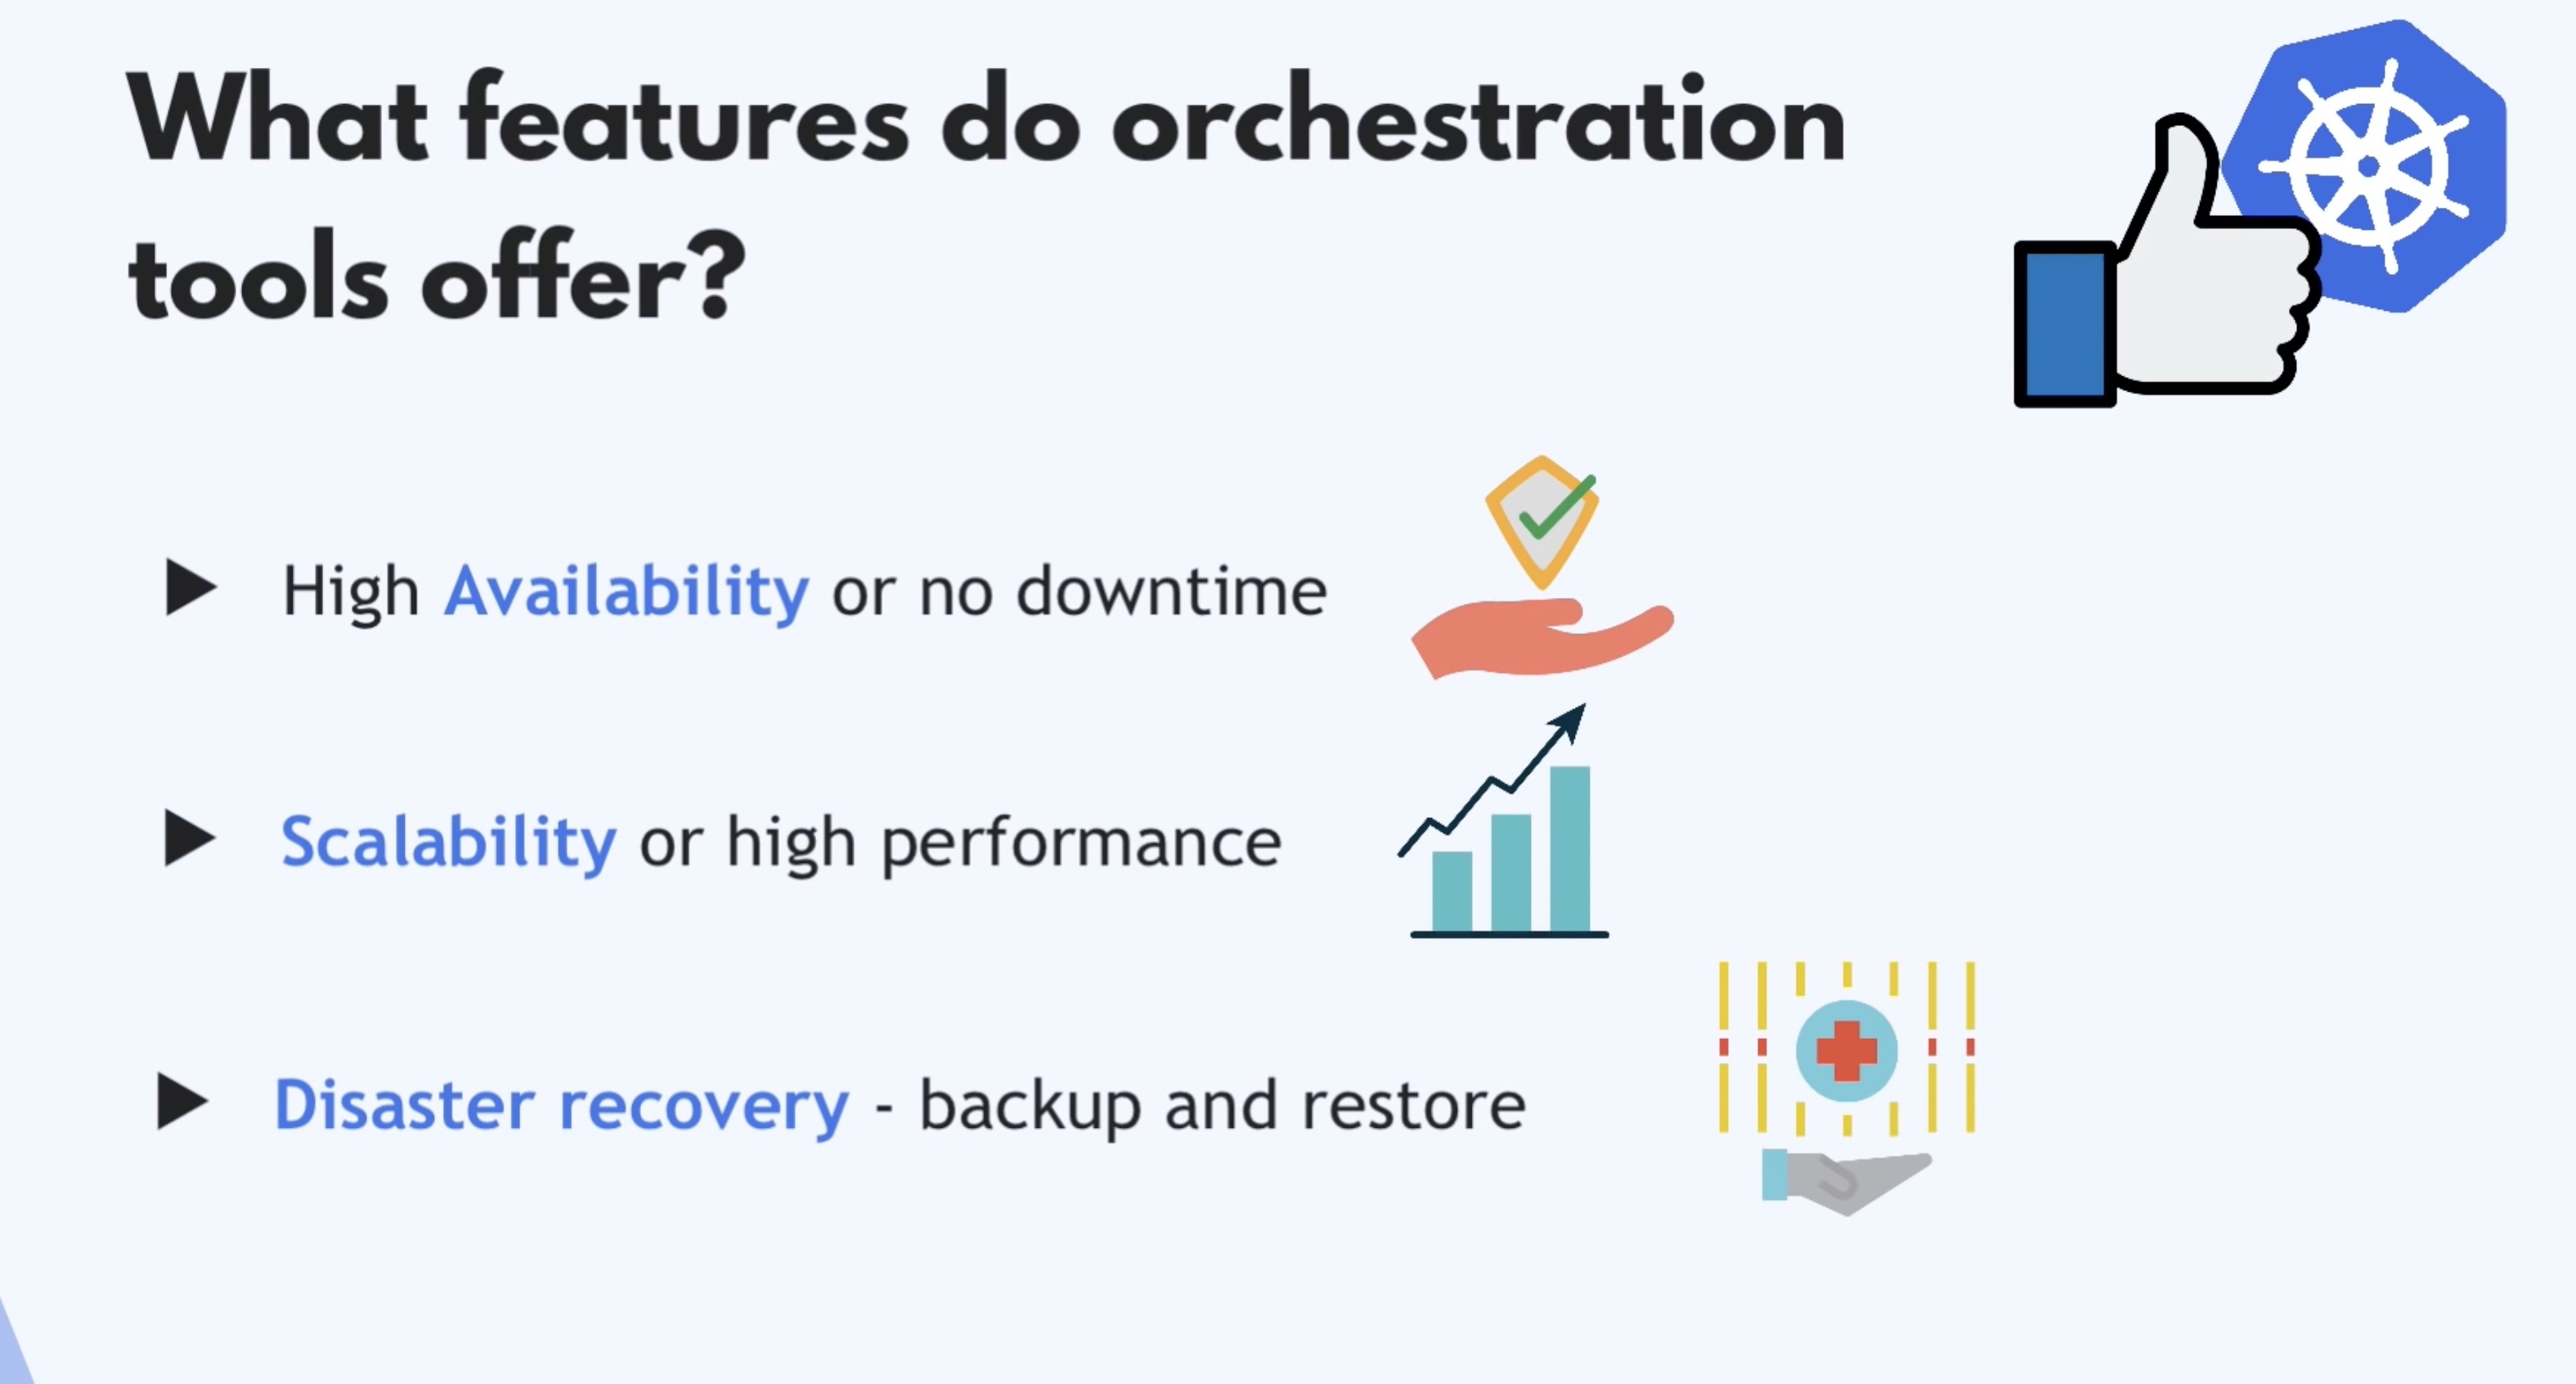 What features do orchestration
tools offer?
High Availability or no downtime
Scalability or high performance
Disaster recovery - backup and restore